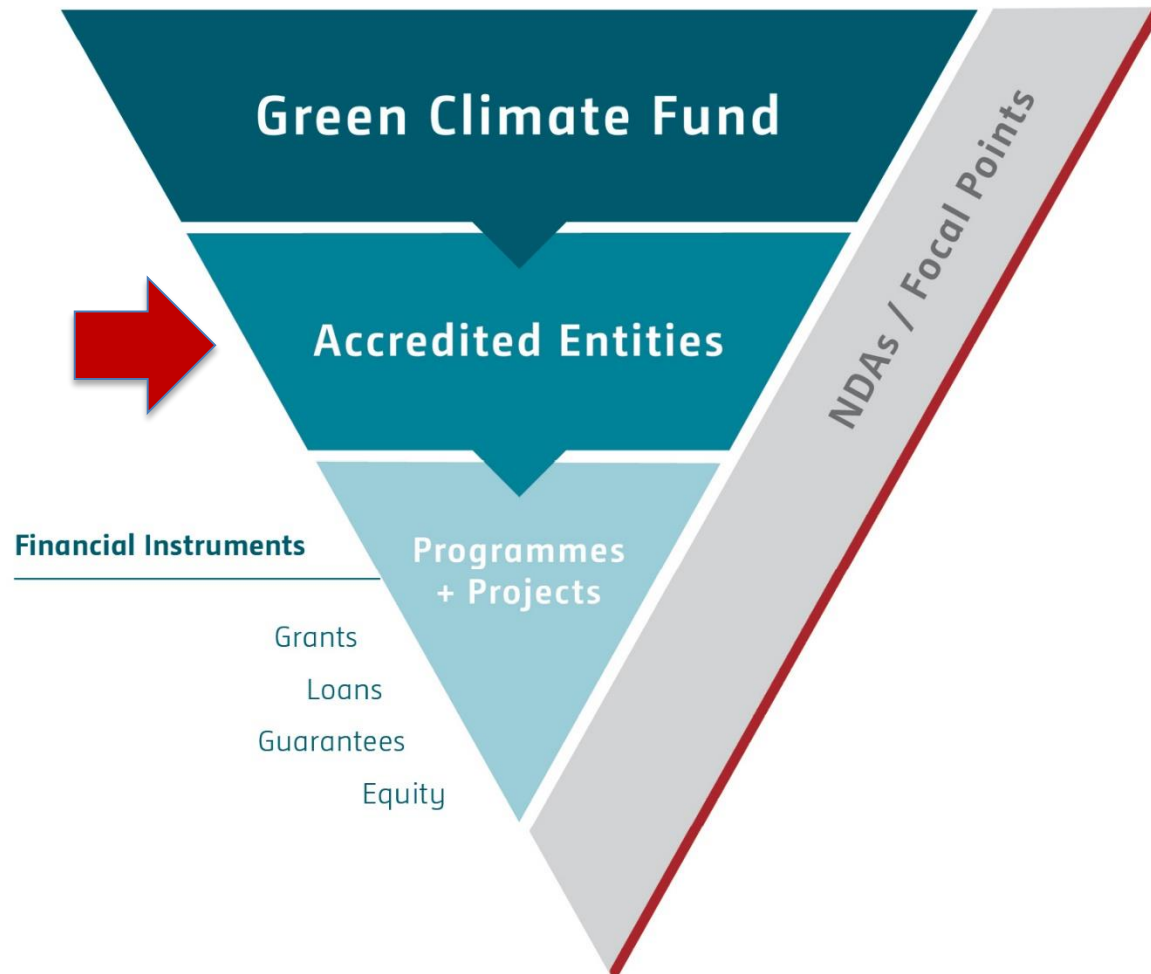 Green Climate Fund
NDAs / Focal Points
Accredited Entities
Financial Instruments
Programmes
+ Projects
Grants
Loans
Guarantees
Equity